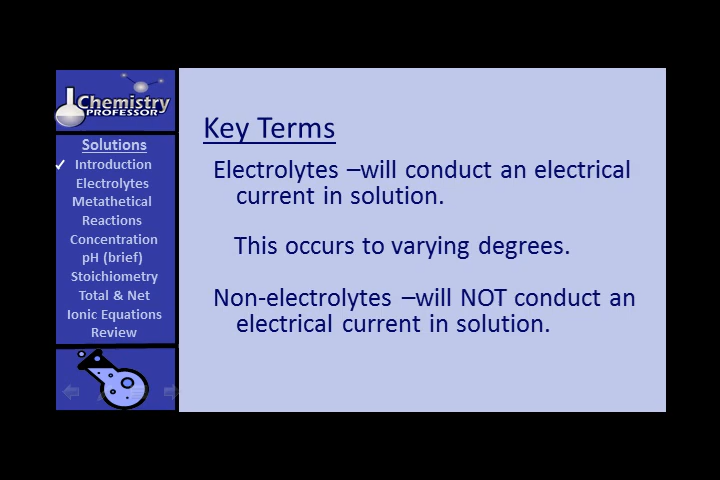 Chemistry
PROFESSOR
Solutions
Introduction
Electrolytes
Metathetical
Reactions
Concentration
pH (brief)
Stoichiometry
Total & Net
Ionic Equations
Review
Key Terms
Electrolytes –will conduct an electrical
current in solution.
This occurs to varying degrees.
Non-electrolytes –will NOT conduct an
electrical current in solution.